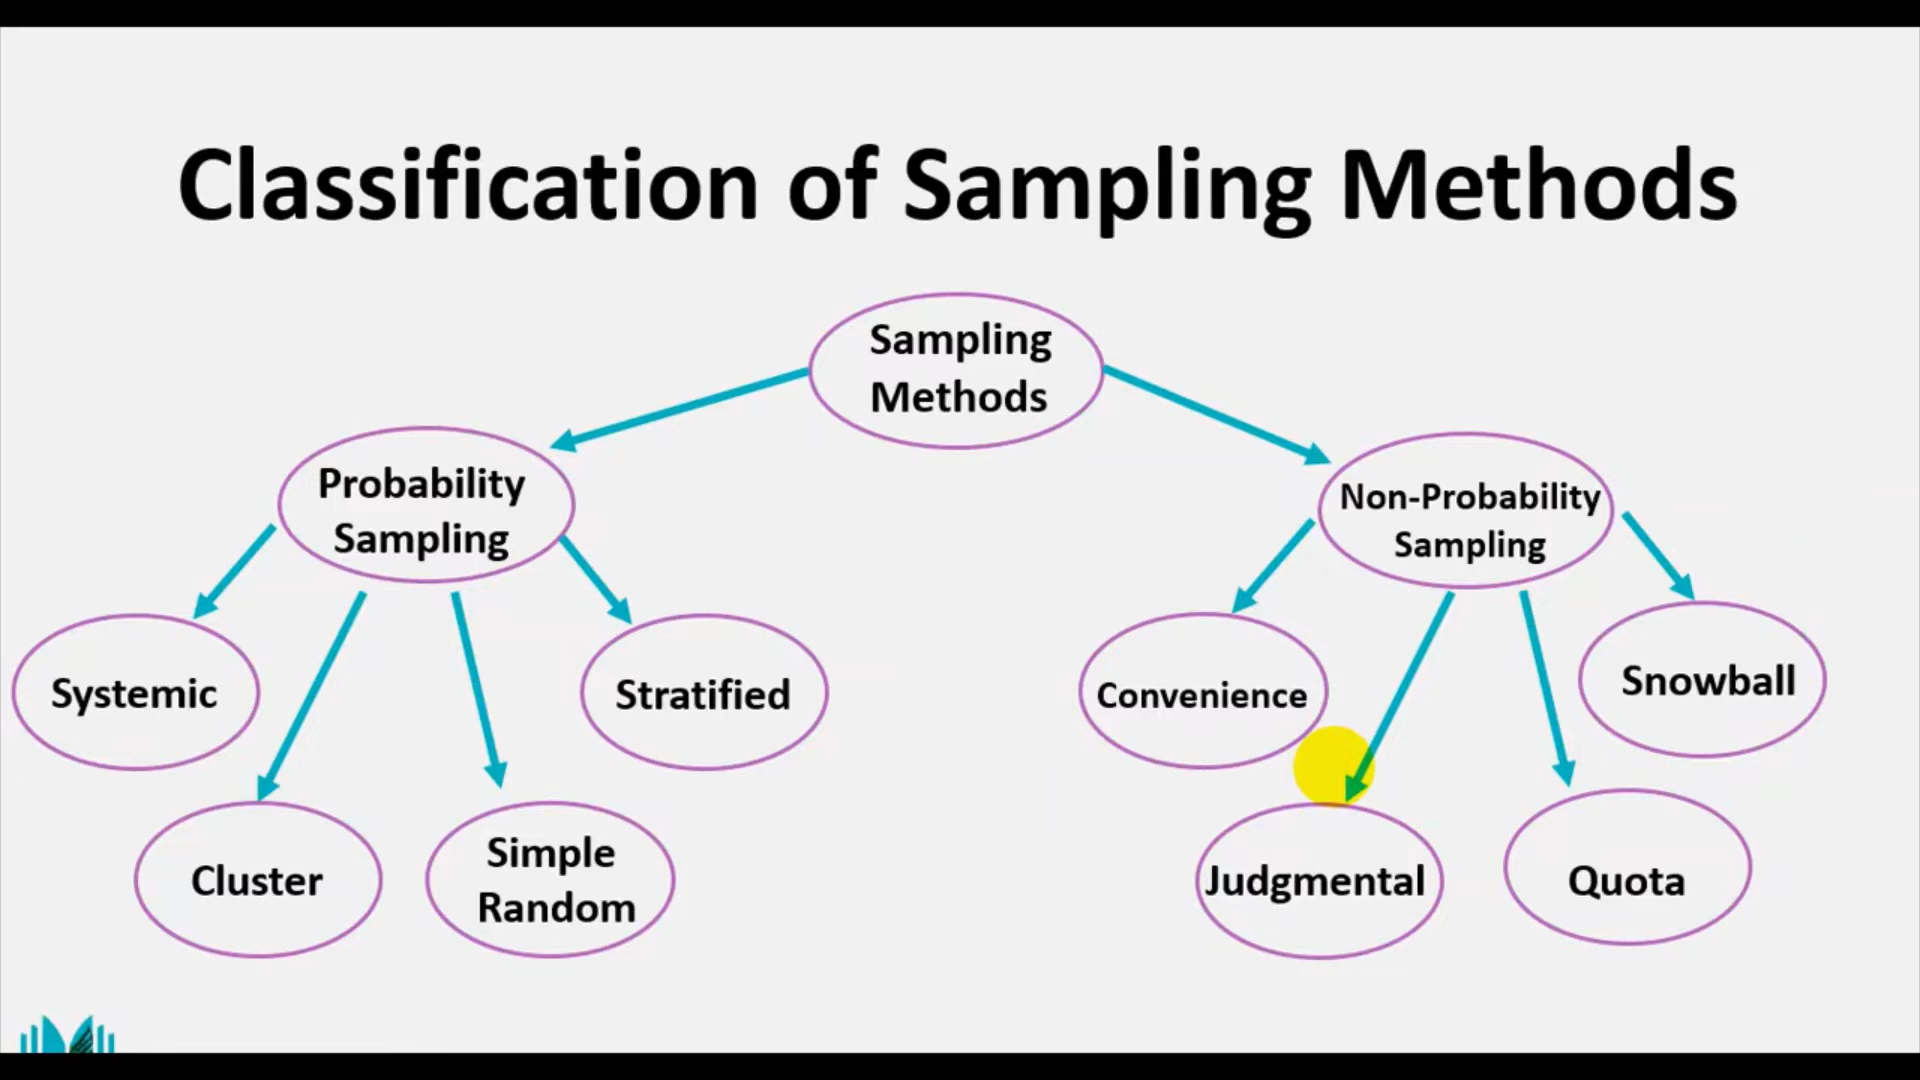 Classification of Sampling Methods
Sampling
Methods
Probability
Sampling
Non-Probability
Sampling
Systemic
Stratified
Convenience
Snowball
Cluster
Simple
Random
Judgmental
Quota